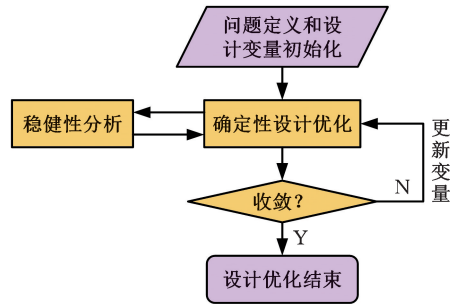 问题定义和设
计变量初始化
稳健性分析
确定性设计优化
更新变量
收敛？
N
Y
设计优化结束